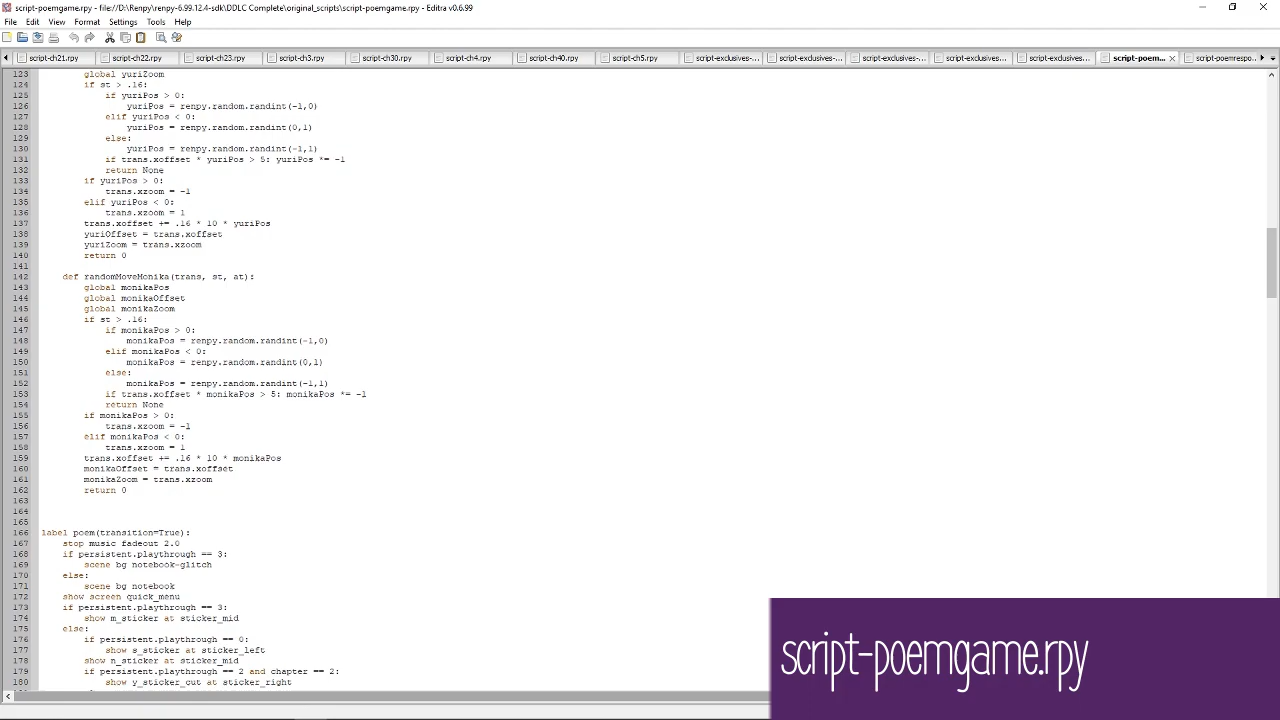 script-poemgame.rpy - file://D:\Renpy\renpy-6.99.12.4-sdk\DDLC Complete\original_scripts\script-poemgame.rpy - Editra v0.6.99
File Edit View Format Settings Tools Help
script-ch21.rpy script-ch22.rpy script-ch23.rpy script-ch3.rpy script-ch30.rpy script-ch4.rpy script-ch40.rpy script-ch5.rpy script-exclusives-... script-exclusives-... script-exclusives-... script-exclusives... script-exclusives... script-poem... script-poemrespo...
123 global yuriZoom
124 if st > .16:
125 if yuriPos > 0:
126 yuriPos = renpy.random.randint(-1,0)
127 elif yuriPos < 0:
128 yuriPos = renpy.random.randint(0,1)
129 else:
130 yuriPos = renpy.random.randint(-1,1)
131 if trans.xoffset * yuriPos > 5: yuriPos *= -1
132 return None
133 if yuriPos > 0:
134 trans.xzoom = -1
135 elif yuriPos < 0:
136 trans.xzoom = 1
137 trans.xoffset += .16 * 10 * yuriPos
138 yuriOffset = trans.xoffset
139 yuriZoom = trans.xzoom
140 return 0
141
142 def randomMoveMonika(trans, st, at):
143 global monikaPos
144 global monikaOffset
145 global monikaZoom
146 if st > .16:
147 if monikaPos > 0:
148 monikaPos = renpy.random.randint(-1,0)
149 elif monikaPos < 0:
150 monikaPos = renpy.random.randint(0,1)
151 else:
152 monikaPos = renpy.random.randint(-1,1)
153 if trans.xoffset * monikaPos > 5: monikaPos *= -1
154 return None
155 if monikaPos > 0:
156 trans.xzoom = -1
157 elif monikaPos < 0:
158 trans.xzoom = 1
159 trans.xoffset += .16 * 10 * monikaPos
160 monikaOffset = trans.xoffset
161 monikaZoom = trans.xzoom
162 return 0
163
164
165
166 label poem(transition=True):
167 stop music fadeout 2.0
168 if persistent.playthrough == 3:
169 scene bg notebook-glitch
170 else:
171 scene bg notebook
172 show screen quick_menu
173 if persistent.playthrough == 3:
174 show m_sticker at sticker_mid
175 else:
176 if persistent.playthrough == 0:
177 show s_sticker at sticker_left
178 show n_sticker at sticker_mid
179 if persistent.playthrough == 2 and chapter == 2:
180 show y_sticker_cut at sticker_right
script-poemgame.rpy